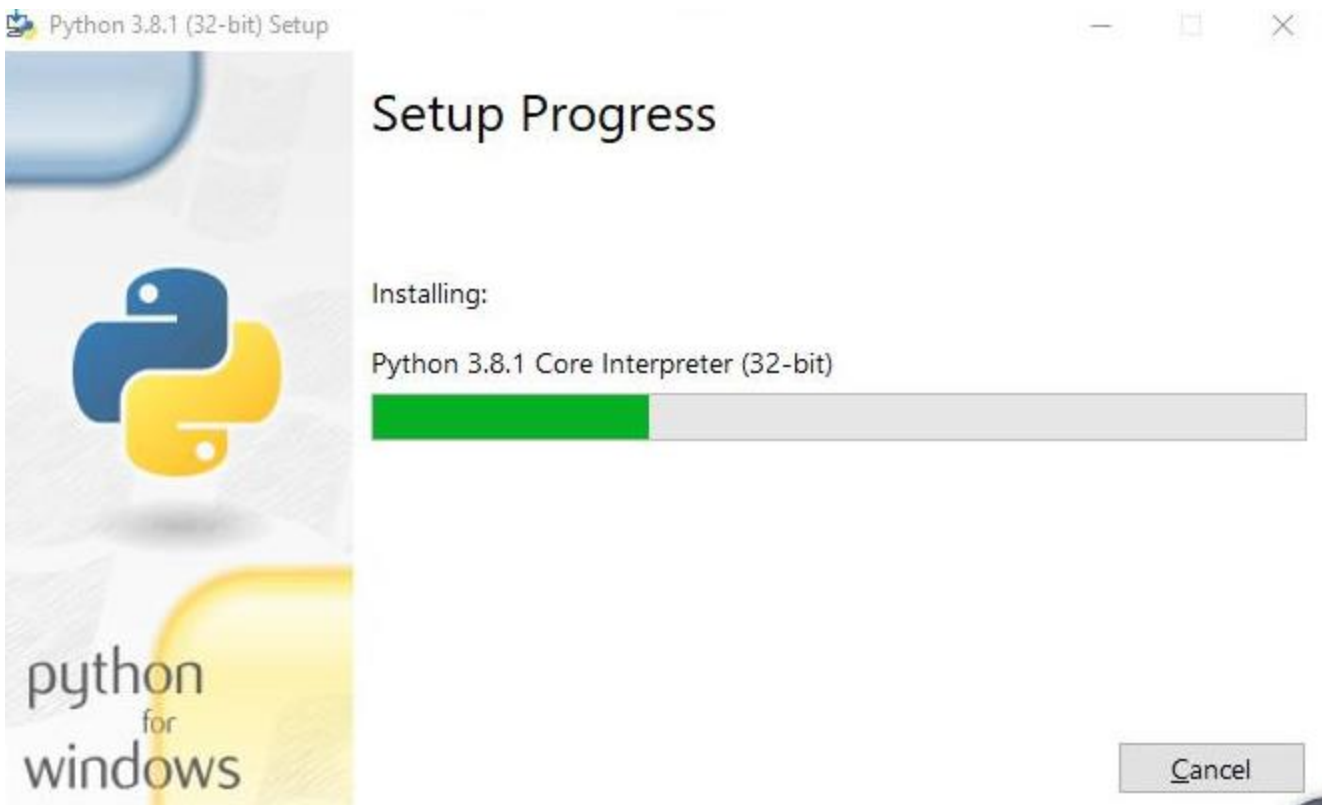 Python 3.8.1 (32-bit) Setup
Setup Progress
Installing:
Python 3.8.1 Core Interpreter (32-bit)
python
for
windows
Cancel